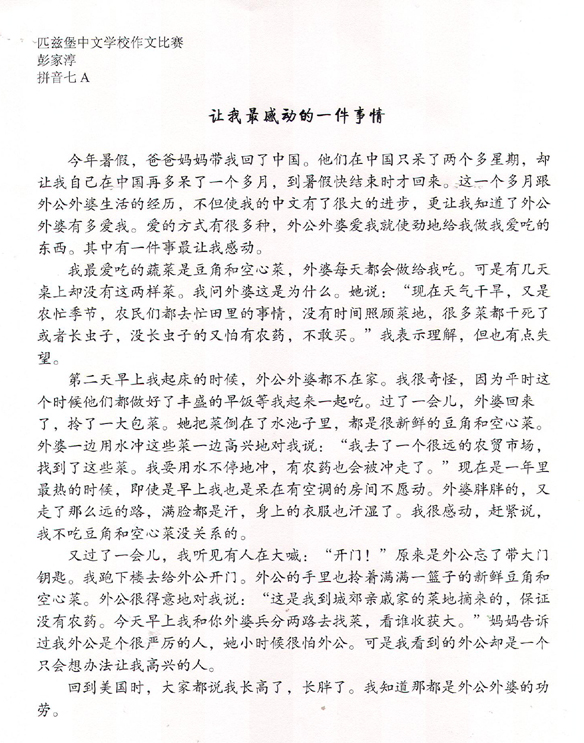 匹兹堡中文学校作文比赛
彭家淳
拼音七 A
让我最感动的一件事情
今年暑假，爸爸妈妈带我回了中国。他们在中国只呆了两个多星期，却
让我自己在中国再多呆了一个多月，到暑假快结束时才回来。这一个多月跟
外公外婆生活的经历，不但使我的中文有了很大的进步，更让我知道了外公
外婆有多爱我。爱的方式有很多种，外公外婆爱我就使劲地给我做我爱吃的
东西。其中有一件事最让我感动。
我最爱吃的蔬菜是豆角和空心菜，外婆每天都会做给我吃。可是有几天
桌上却没有这两样菜。我问外婆这是为什么。她说：“现在天气干旱，又是
农忙季节，农民们都去忙田里的事情，没有时间照顾菜地，很多菜都干死了
或者长虫子，没长虫子的又怕有农药，不敢买。”我表示理解，但也有点失
望。
第二天早上我起床的时候，外公外婆都不在家。我很奇怪，因为平时这
个时候他们都做好了丰盛的早饭等我起来一起吃。过了一会儿，外婆回来
了，拎了一大包菜。她把菜倒在了水池子里，都是很新鲜的豆角和空心菜。
外婆一边用水冲这些菜一边高兴地对我说：“我去了一个很远的农贸市场，
找到了这些菜。我要用水不停地冲，有农药也会被冲走了。”现在是一年里
最热的时候，即使是早上我也是呆在有空调的房间不愿动。外婆胖胖的，又
走了那么远的路，满脸都是汗，身上的衣服也汗湿了。我很感动，赶紧说，
我不吃豆角和空心菜没关系的。
又过了一会儿，我听见有人在大喊：“开门！”原来是外公忘了带大门
钥匙。我跑下楼去给外公开门。外公的手里也拎着满满一篮子的新鲜豆角和
空心菜。外公很得意地对我说：“这是我到城郊亲戚家的菜地摘来的，保证
没有农药。今天早上我和你外婆兵分两路去找菜，看谁收获大。”妈妈告诉
过我外公是个很严厉的人，她小时候很怕外公。可是我看到的外公却是一个
只会想办法让我高兴的人。
回到美国时，大家都说我长高了，长胖了。我知道那都是外公外婆的功
劳。